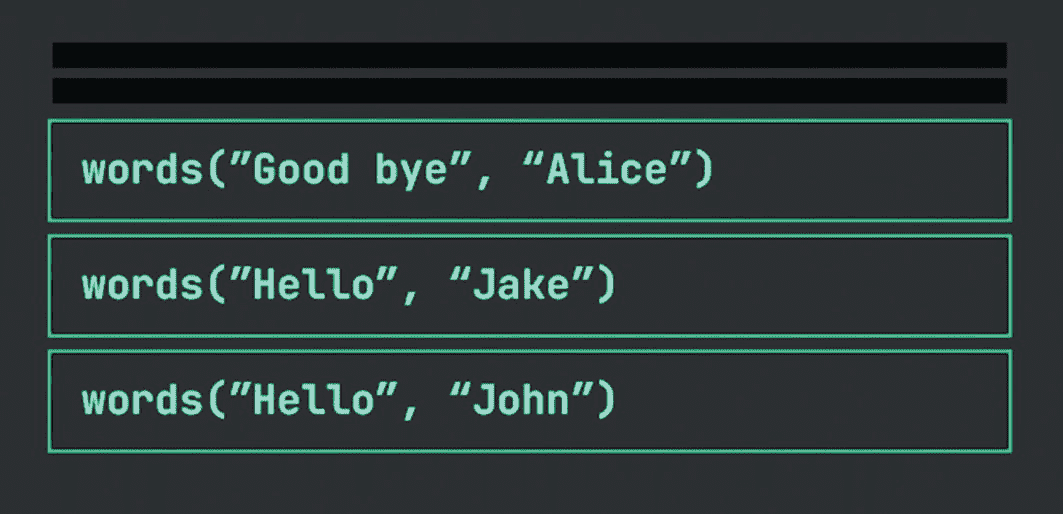 words(”Good bye”, “Alice”)
words(”Hello”, “Jake”)
words(”Hello”, “John”)